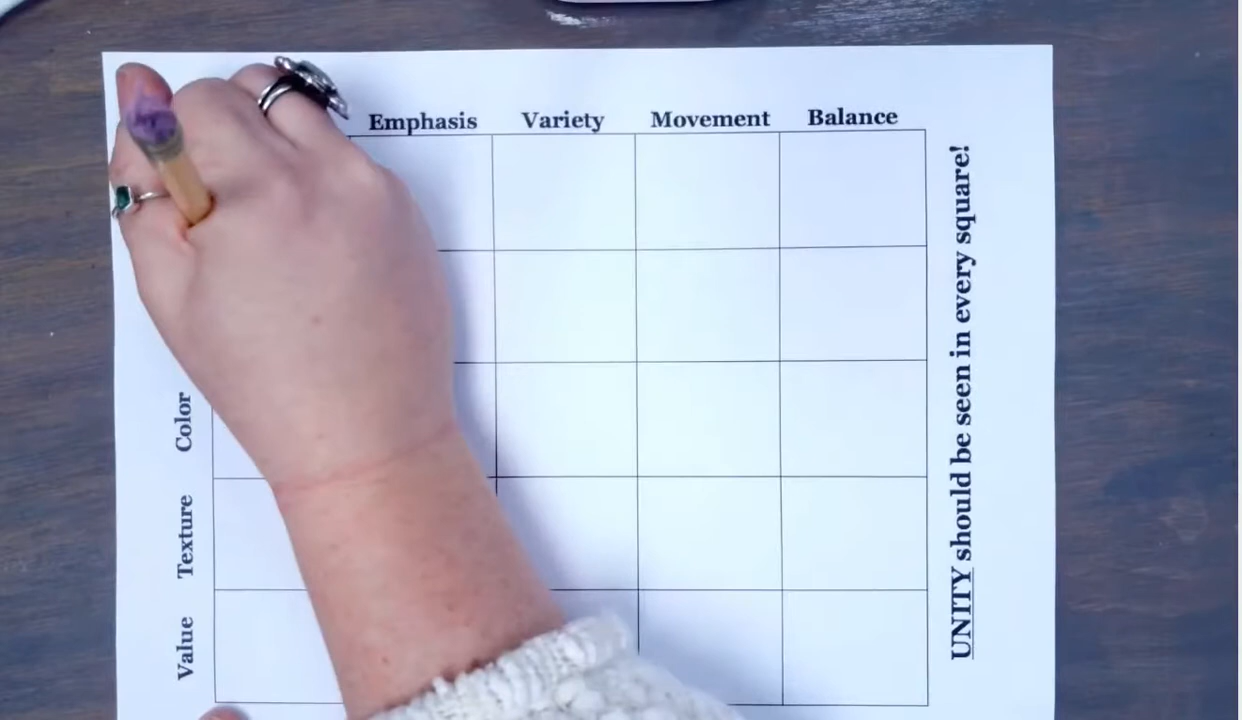 Emphasis Variety Movement Balance
Color
Texture
Value
UNITY should be seen in every square!